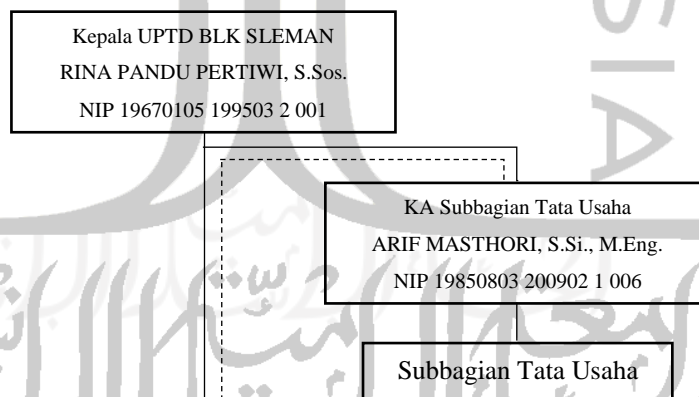 Kepala UPTD BLK SLEMAN
RINA PANDU PERTIWI, S.Sos.
NIP 19670105 199503 2 001
KA Subbagian Tata Usaha
ARIF MASTHORI, S.Si., M.Eng.
NIP 19850803 200902 1 006
Subbagian Tata Usaha